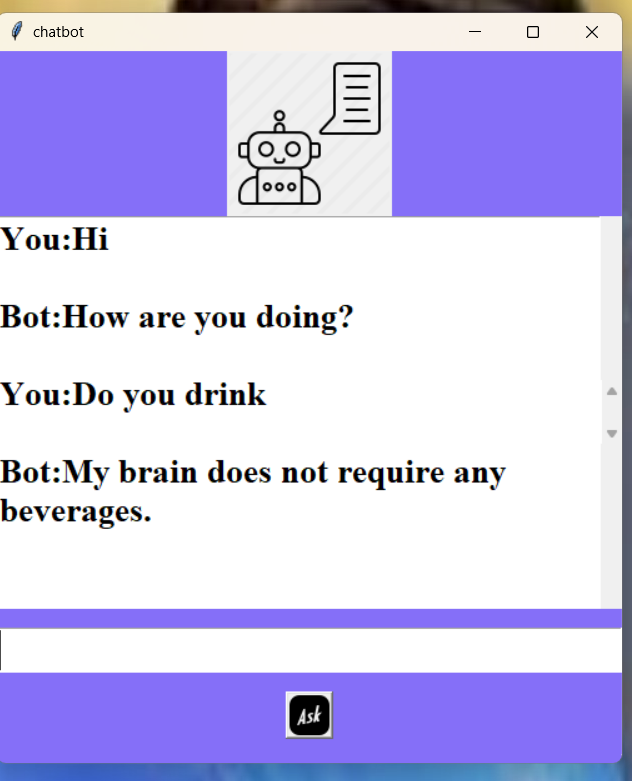 chatbot
You:Hi
Bot:How are you doing?
You:Do you drink
Bot:My brain does not require any
beverages.
Ask